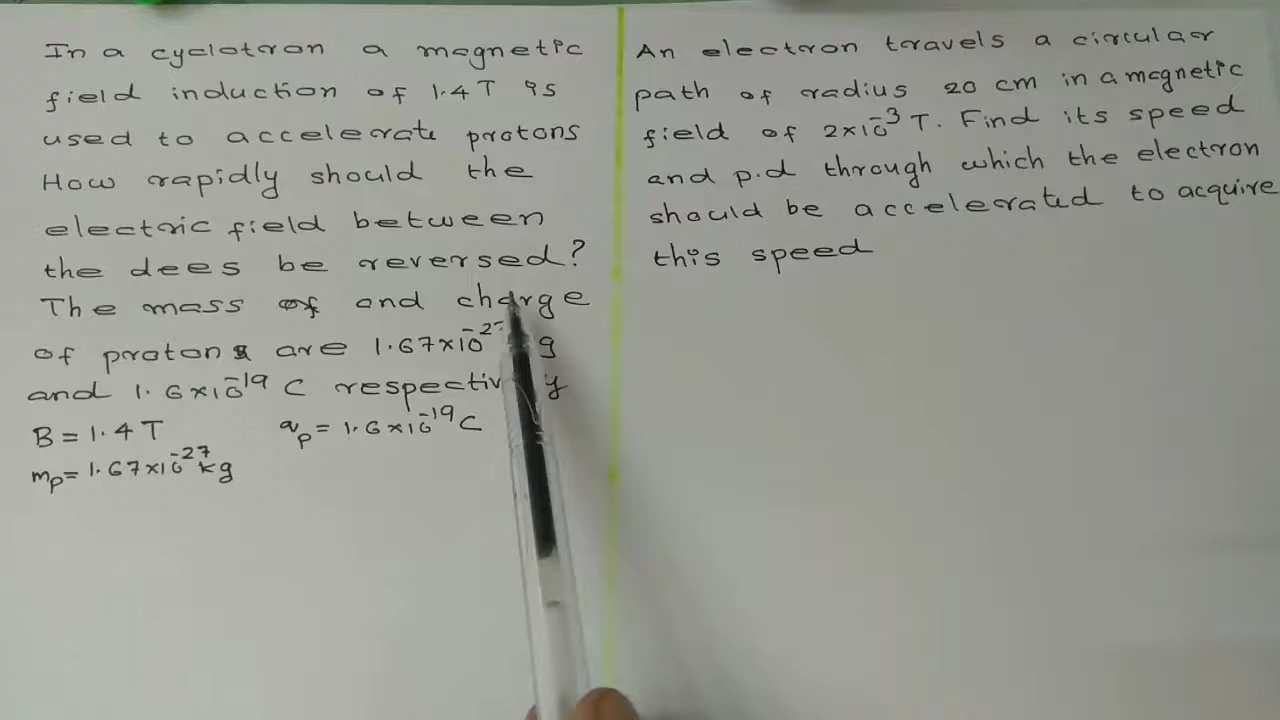 In a cyclotron a magnetic
field induction of 1.4 T is
used to accelerate protons
How rapidly should the
electric field between
the dees be reversed?
The mass of and charge
of proton are 1.67×10⁻²⁷ g
and 1.6×10⁻¹⁹ C
B = 1.4 T q_p = 1.6×10⁻¹⁹ C
m_p = 1.67×10⁻²⁷ kg
An electron travels a circular
path of radius 20 cm in a magnetic
field of 2×10⁻³ T. Find its speed
and p.d through which the electron
should be accelerated to acquire
this speed